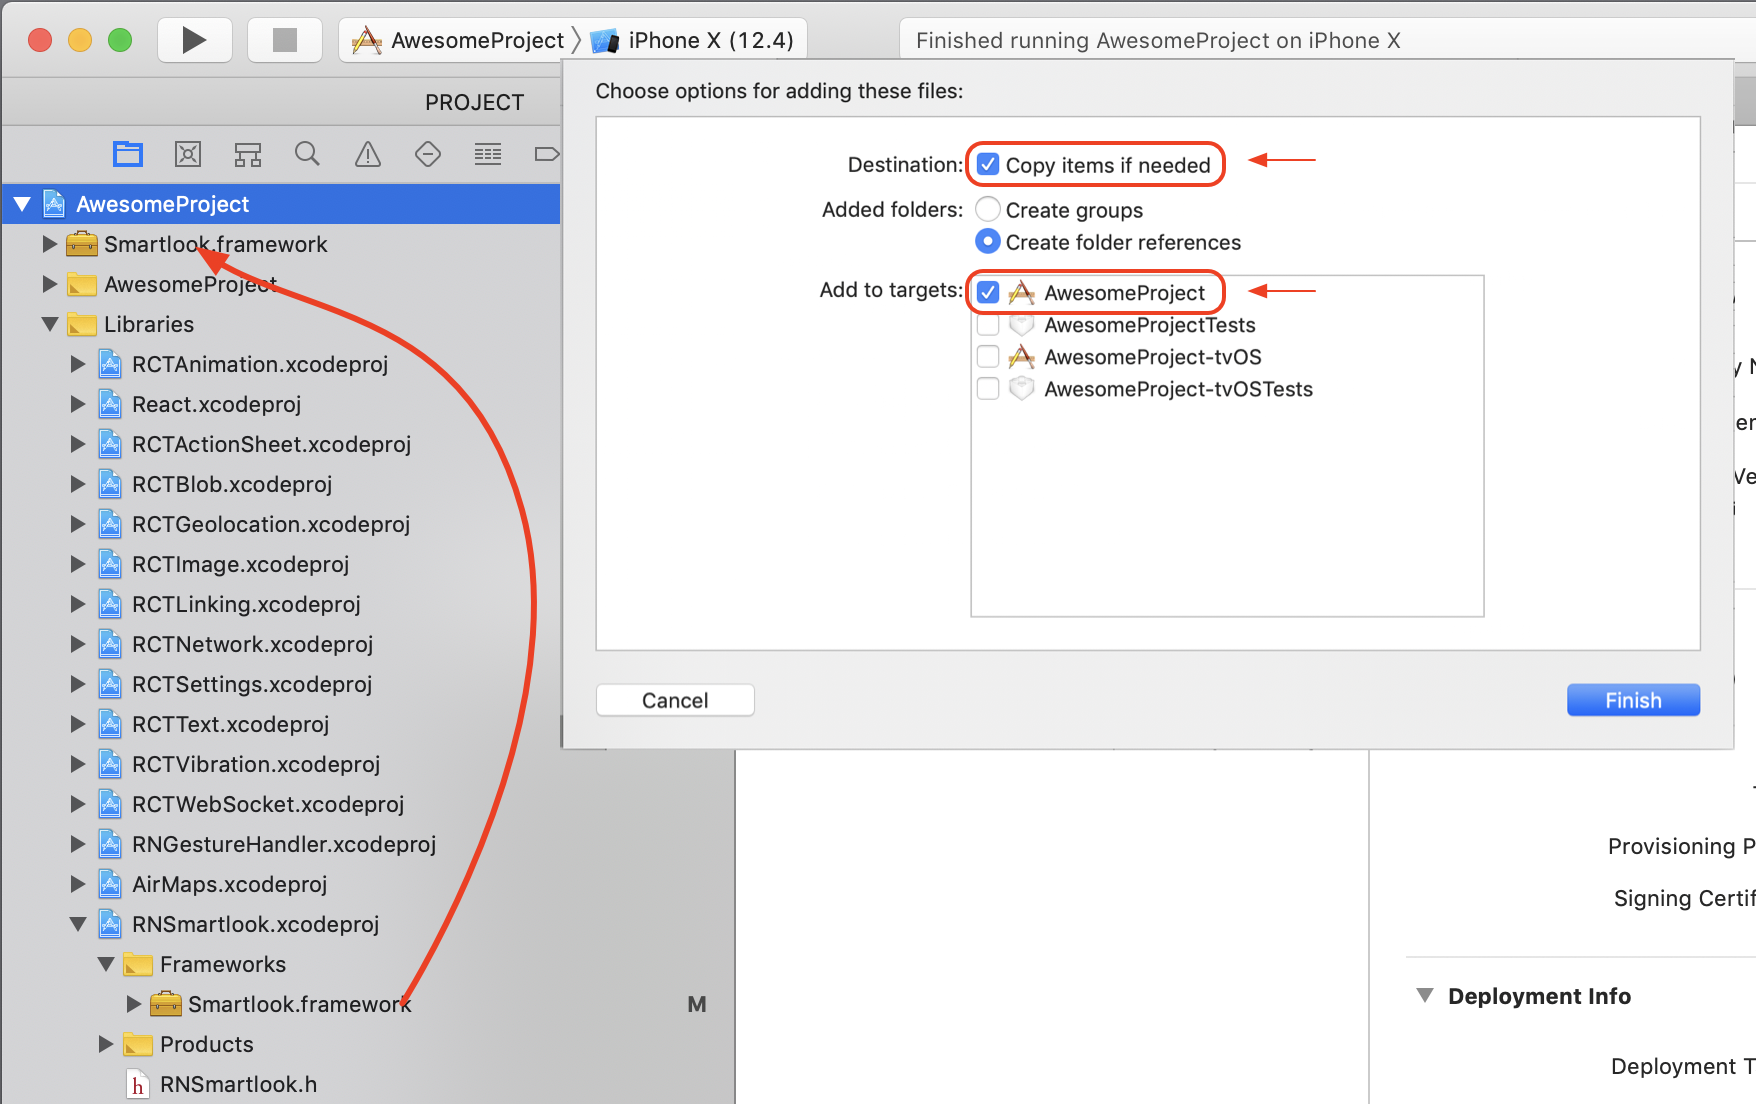 AwesomeProject
iPhone X (12.4)
Finished running AwesomeProject on iPhone X
PROJECT
AwesomeProject
Smartlook.framework
AwesomeProject
Libraries
RCTAnimation.xcodeproj
React.xcodeproj
RCTActionSheet.xcodeproj
RCTBlob.xcodeproj
RCTGeolocation.xcodeproj
RCTImage.xcodeproj
RCTLinking.xcodeproj
RCTNetwork.xcodeproj
RCTSettings.xcodeproj
RCTText.xcodeproj
RCTVibration.xcodeproj
RCTWebSocket.xcodeproj
RNGestureHandler.xcodeproj
AirMaps.xcodeproj
RNSmartlook.xcodeproj
Frameworks
Smartlook.framework M
Products
h RNSmartlook.h
Choose options for adding these files:
Destination: Copy items if needed
Added folders: Create groups
Create folder references
Add to targets: AwesomeProject
AwesomeProjectTests
AwesomeProject-tvOS
AwesomeProject-tvOSTests
Cancel
Finish
Provisioning P
Signing Certif
Deployment Info
Deployment T